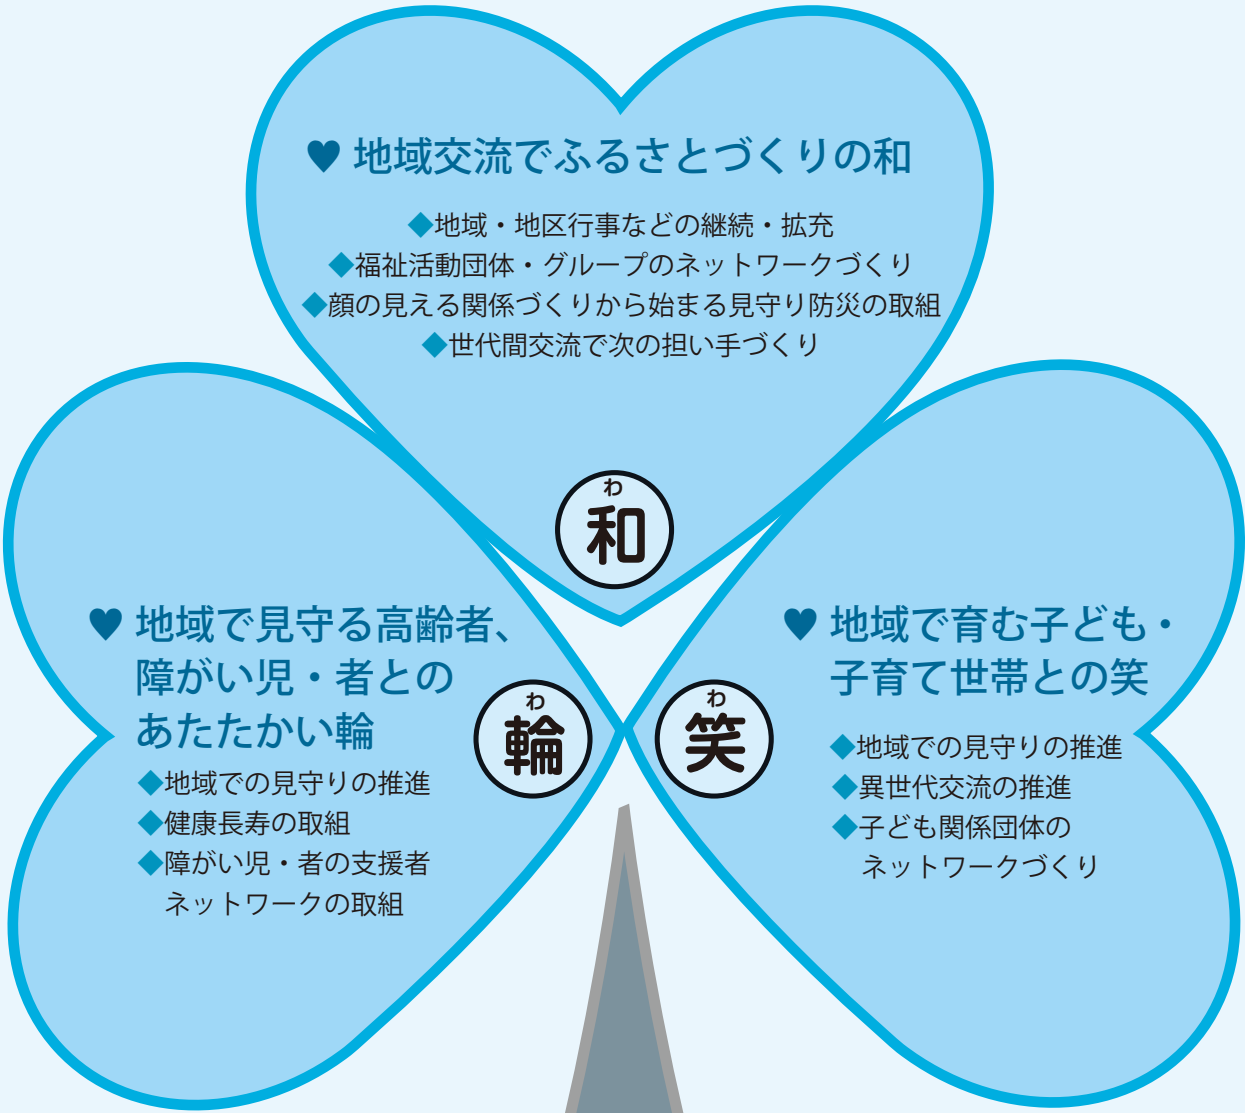 ♥ 地域交流でふるさとづくりの和
◆地域・地区行事などの継続・拡充
◆福祉活動団体・グループのネットワークづくり
◆顔の見える関係づくりから始まる見守り防災の取組
◆世代間交流で次の担い手づくり
わ
和
♥ 地域で見守る高齢者、
障がい児・者との
あたたかい輪
◆地域での見守りの推進
◆健康長寿の取組
◆障がい児・者の支援者
ネットワークの取組
わ
輪
♥ 地域で育む子ども・
子育て世帯との笑
◆地域での見守りの推進
◆異世代交流の推進
◆子ども関係団体の
ネットワークづくり
わ
笑